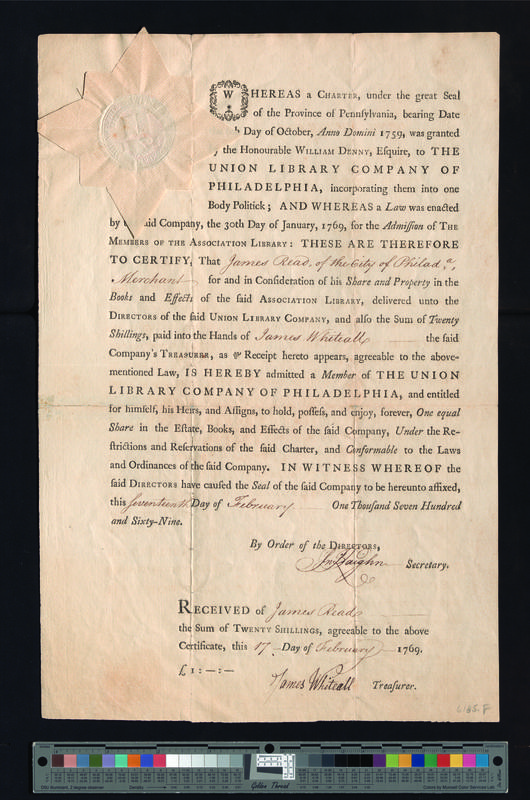 WHEREAS a CHARTER, under the great Seal
of the Province of Pennſylvania, bearing Date
Day of October, Anno Domini 1759, was granted
the Honourable WILLIAM DENNY, Eſquire, to THE
UNION LIBRARY COMPANY OF
PHILADELPHIA, incorporating them into one
Body Politick; AND WHEREAS a Law was enacted
by ſaid Company, the 30th Day of January, 1769, for the Admiſſion of THE
MEMBERS OF THE ASSOCIATION LIBRARY: THESE ARE THEREFORE
TO CERTIFY, That James Read, of the City of Philad.a,
Merchant for and in Conſideration of his Share and Property in the
Books and Effects of the ſaid ASSOCIATION LIBRARY, delivered unto the
DIRECTORS of the ſaid UNION LIBRARY COMPANY, and alſo the Sum of Twenty
Shillings, paid into the Hands of James Whiteall the ſaid
Company's TREASURER, as Receipt hereto appears, agreeable to the above-
mentioned Law, IS HEREBY admitted a Member of THE UNION
LIBRARY COMPANY OF PHILADELPHIA, and entitled
for himſelf, his Heirs, and Aſſigns, to hold, poſſeſs, and enjoy, forever, One equal
Share in the Eſtate, Books, and Effects of the ſaid Company, Under the Re-
ſtrictions and Reſervations of the ſaid Charter, and Conformable to the Laws
and Ordinances of the ſaid Company. IN WITNESS WHEREOF the
ſaid DIRECTORS have cauſed the Seal of the ſaid Company to be hereunto affixed,
this ſeventeenth Day of February One Thouſand Seven Hundred
and Sixty-Nine.
By Order of the DIRECTORS,
Jno Vaughn Secretary.
RECEIVED of James Read
the Sum of TWENTY SHILLINGS, agreeable to the above
Certificate, this 17. Day of February 1769.
£ 1:—:—
James Whiteall Treaſurer.
Golden Thread